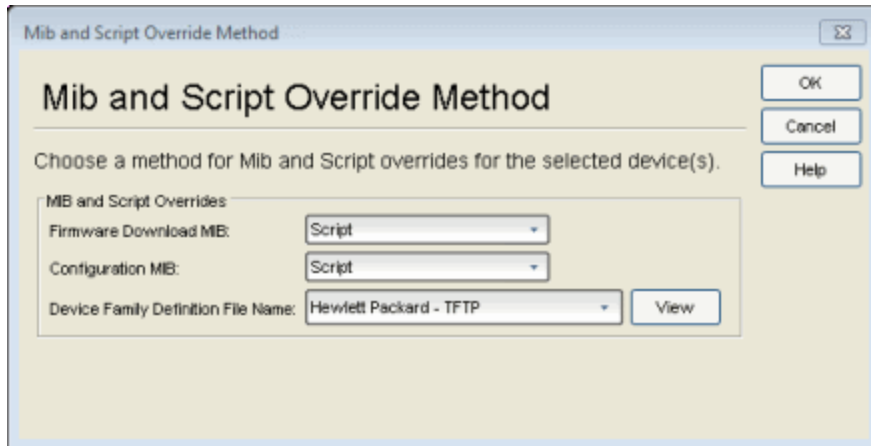 Mib and Script Override Method
Mib and Script Override Method
OK
Cancel
Choose a method for Mib and Script overrides for the selected device(s).
Help
MIB and Script Overrides
Firmware Download MIB: Script
Configuration MIB: Script
Device Family Definition File Name: Hewlett Packard - TFTP View